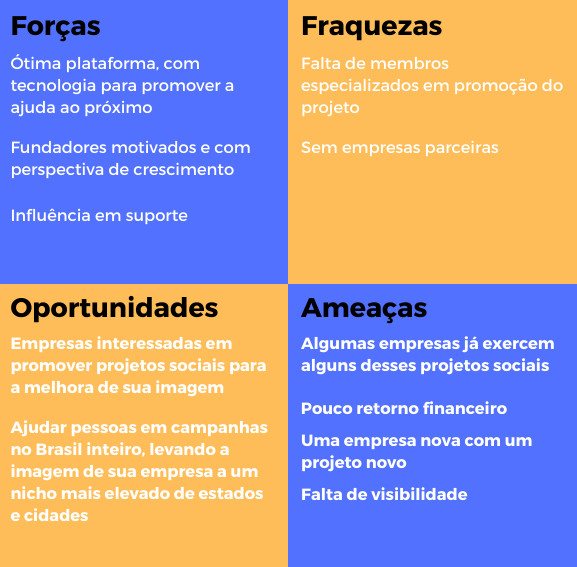 Forças
Ótima plataforma, com
tecnologia para promover a
ajuda ao próximo
Fundadores motivados e com
perspectiva de crescimento
Influência em suporte
Fraquezas
Falta de membros
especializados em promoção do
projeto
Sem empresas parceiras
Oportunidades
Empresas interessadas em
promover projetos sociais para
a melhora de sua imagem
Ajudar pessoas em campanhas
no Brasil inteiro, levando a
imagem de sua empresa a um
nicho mais elevado de estados
e cidades
Ameaças
Algumas empresas já exercem
alguns desses projetos sociais
Pouco retorno financeiro
Uma empresa nova com um
projeto novo
Falta de visibilidade